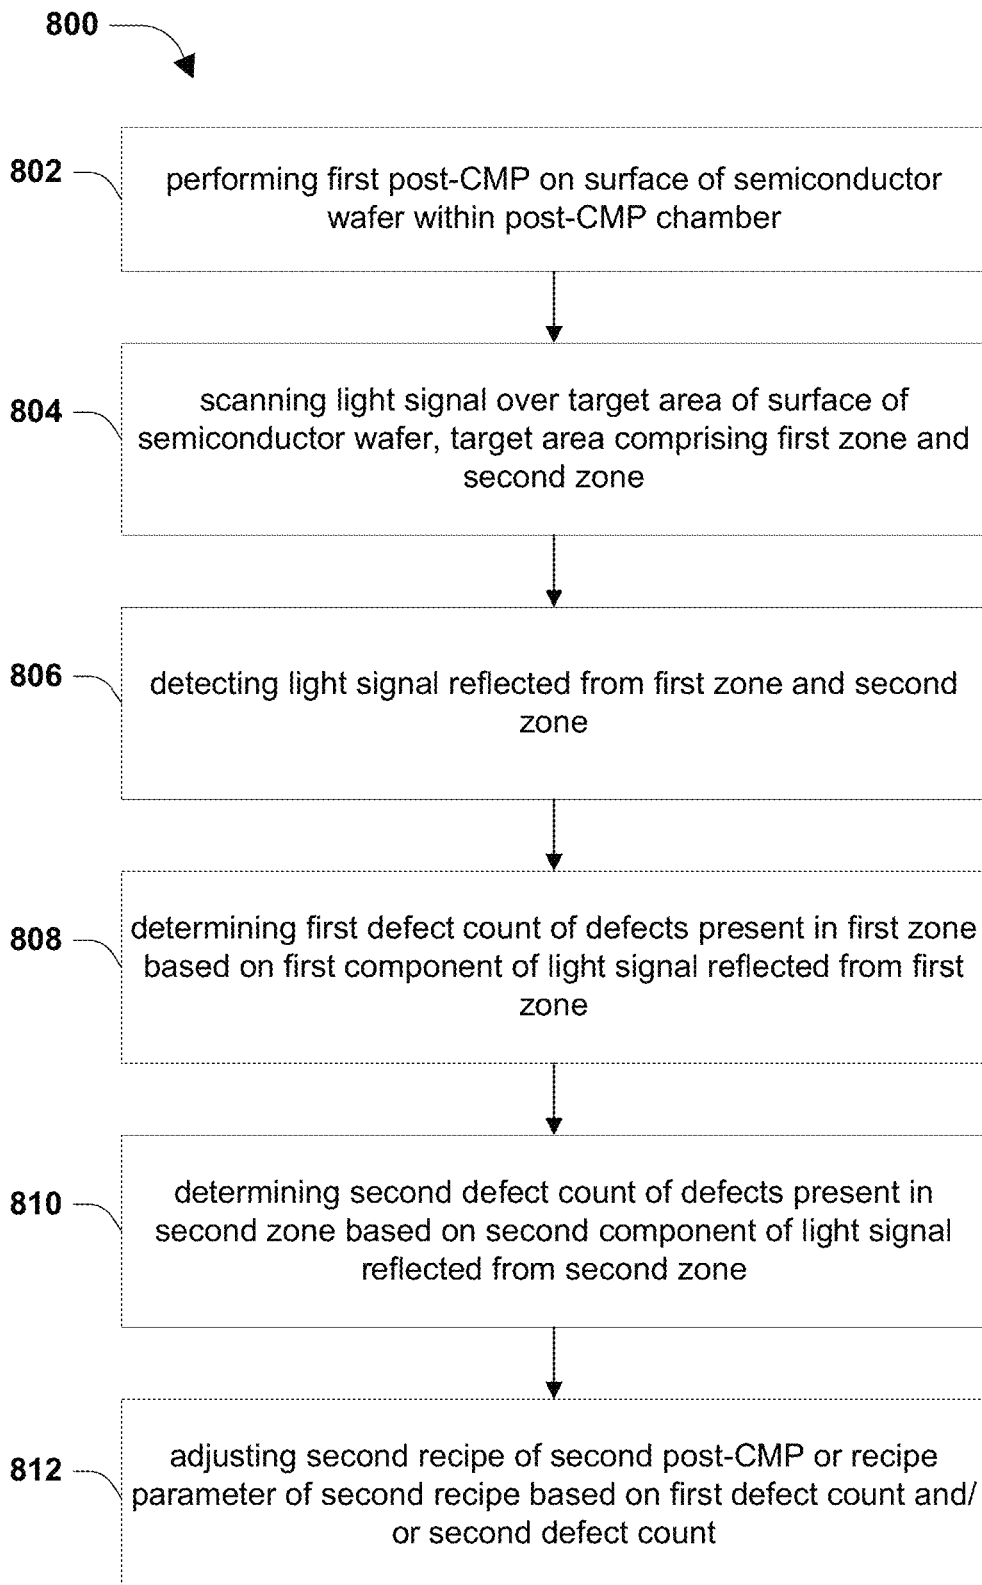 800
802
performing first post-CMP on surface of semiconductor
wafer within post-CMP chamber
804
scanning light signal over target area of surface of
semiconductor wafer, target area comprising first zone and
second zone
806
detecting light signal reflected from first zone and second
zone
808
determining first defect count of defects present in first zone
based on first component of light signal reflected from first
zone
810
determining second defect count of defects present in
second zone based on second component of light signal
reflected from second zone
812
adjusting second recipe of second post-CMP or recipe
parameter of second recipe based on first defect count and/
or second defect count